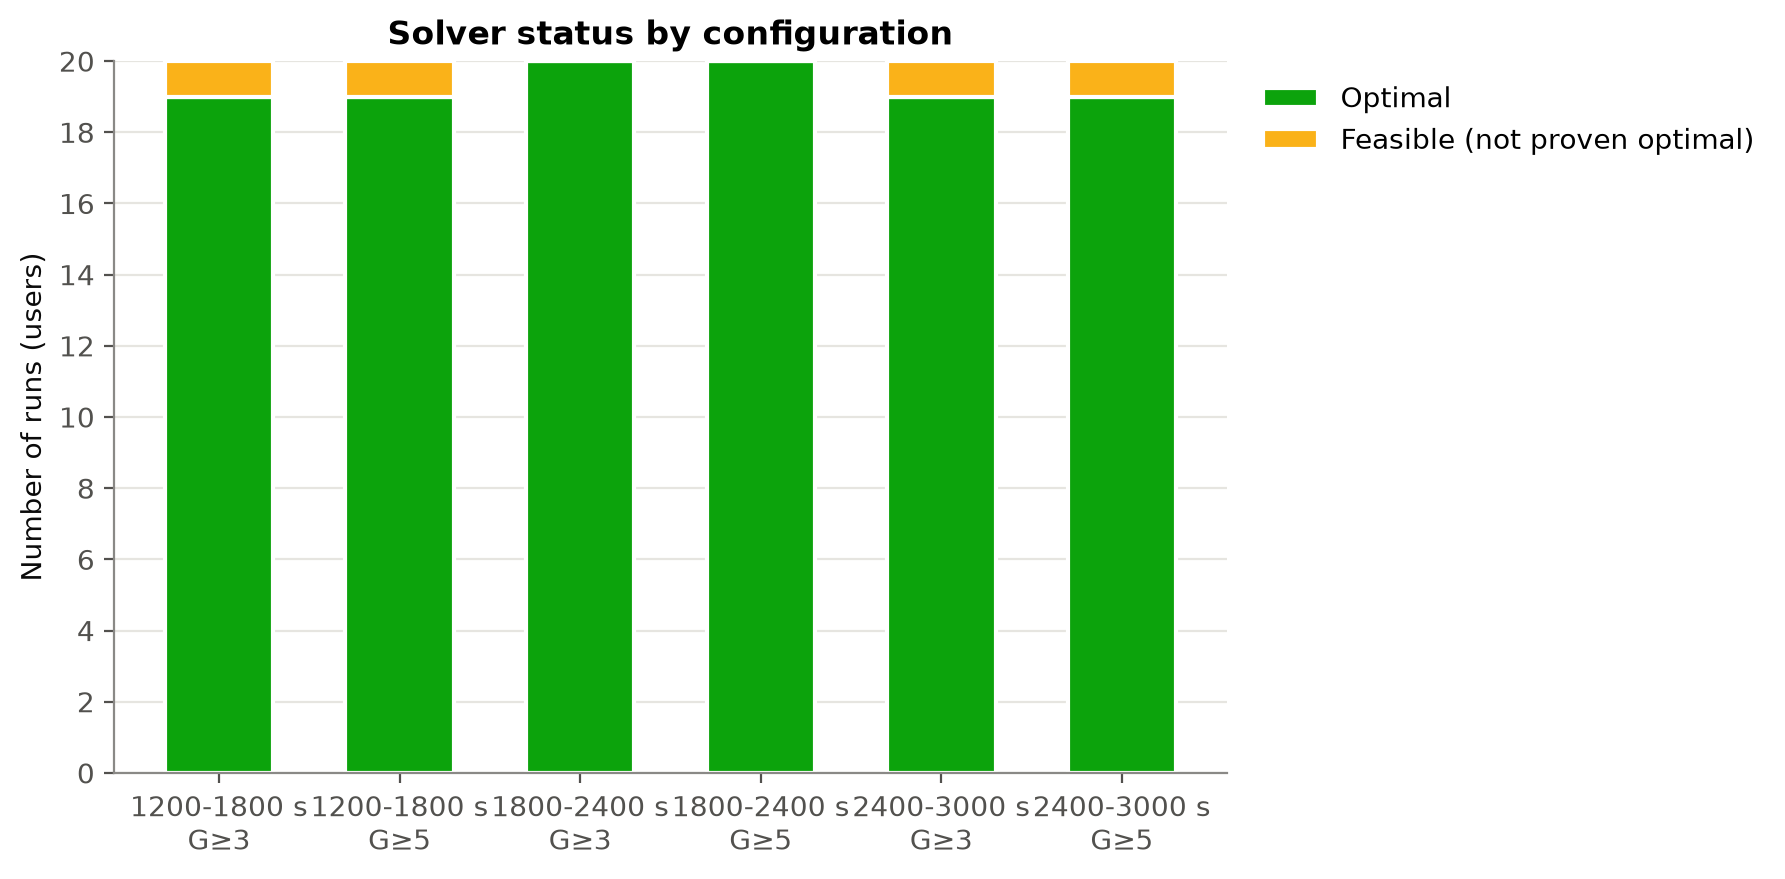 Solver status by configuration
Number of runs (users)
20
18
16
14
12
10
8
6
4
2
0
1200-1800 s
G≥3
1200-1800 s
G≥5
1800-2400 s
G≥3
1800-2400 s
G≥5
2400-3000 s
G≥3
2400-3000 s
G≥5
Optimal
Feasible (not proven optimal)